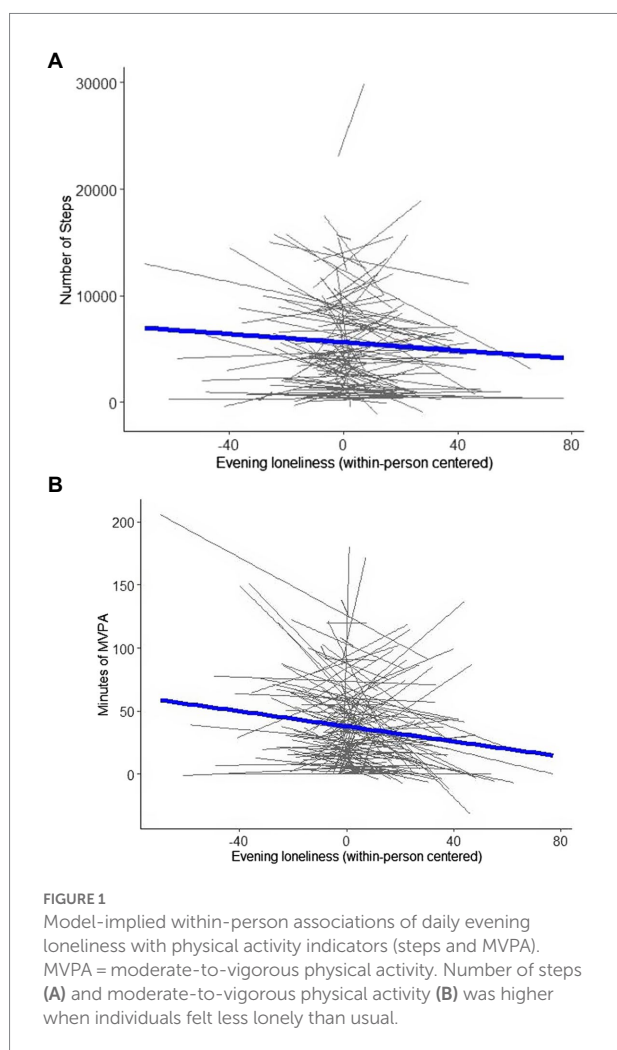 A
30000
20000
10000
0
Number of Steps
-40
0
40
80
Evening loneliness (within-person centered)
B
200
150
100
50
0
Minutes of MVPA
-40
0
40
80
Evening loneliness (within-person centered)
FIGURE 1
Model-implied within-person associations of daily evening
loneliness with physical activity indicators (steps and MVPA).
MVPA = moderate-to-vigorous physical activity. Number of steps
(A) and moderate-to-vigorous physical activity (B) was higher
when individuals felt less lonely than usual.